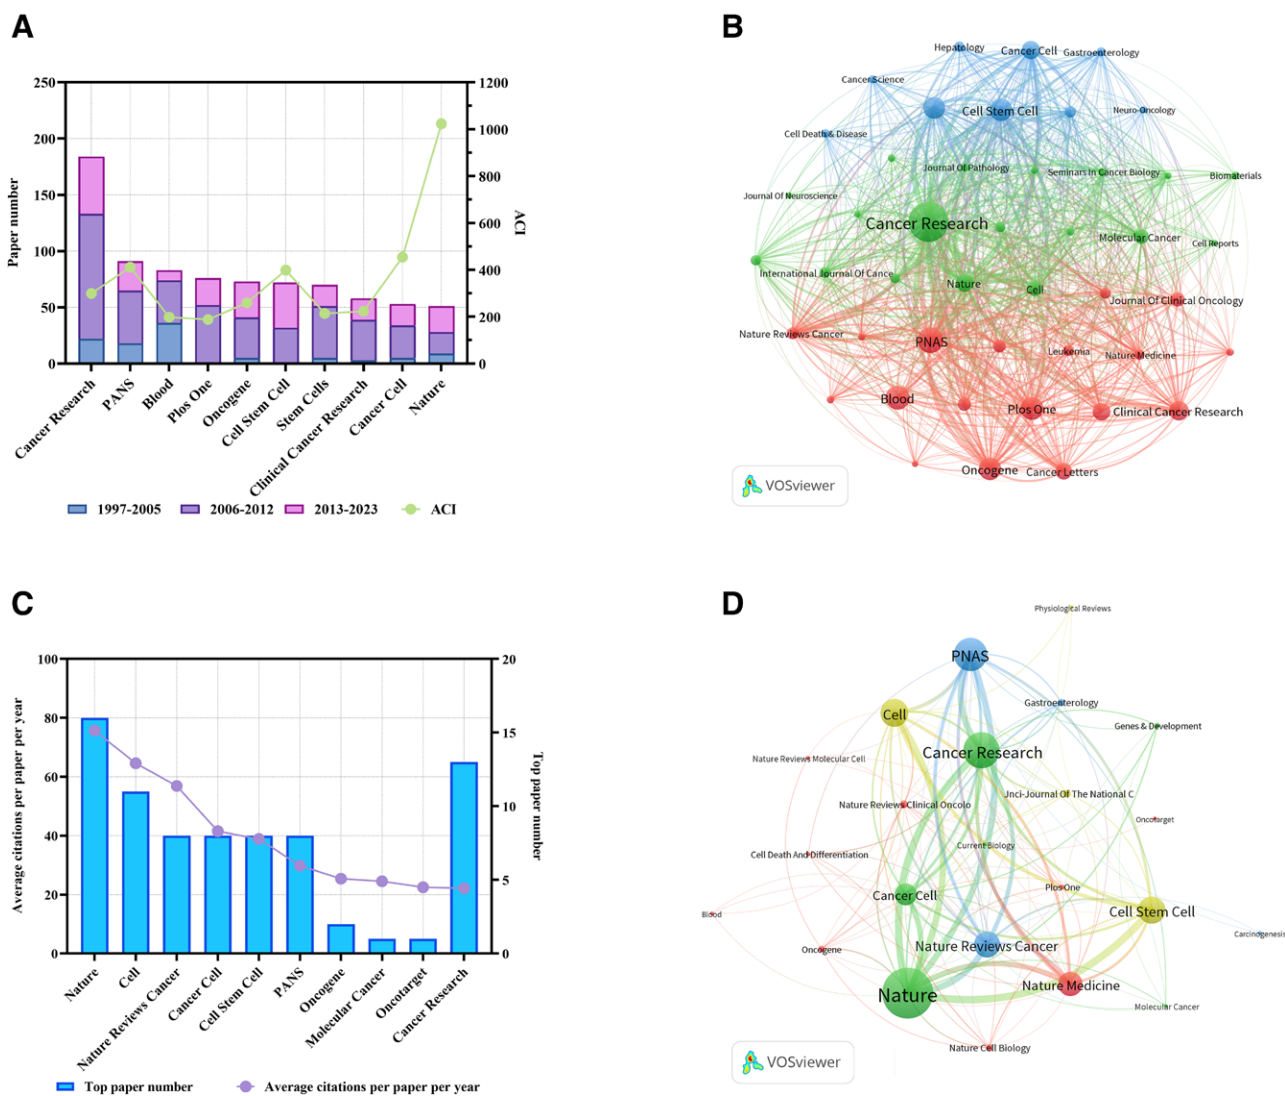 A
250
200
150
100
50
0
Paper number
1200
1000
800
600
400
200
0
ACI
Cancer Research
PANS
Blood
Plos One
Oncogene
Cell Stem Cell
Stem Cells
Clinical Cancer Research
Cancer Cell
Nature
1997-2005
2006-2012
2013-2023
ACI
B
Hepatology
Cancer Cell
Gastroenterology
Cancer Science
Cell Stem Cell
Neuro-Oncology
Cell Death & Disease
Journal Of Pathology
Seminars In Cancer Biology
Biomaterials
Journal Of Neuroscience
Cancer Research
Molecular Cancer
Cell Reports
International Journal Of Cance
Nature
Cell
Journal Of Clinical Oncology
Nature Reviews Cancer
PNAS
Leukemia
Nature Medicine
Blood
Plos One
Clinical Cancer Research
Oncogene
Cancer Letters
VOSviewer
C
100
80
60
40
20
0
Average citations per paper per year
20
15
10
5
0
Top paper number
Nature
Cell
Nature Reviews Cancer
Cancer Cell
Cell Stem Cell
PANS
Oncogene
Molecular Cancer
Oncotarget
Cancer Research
Top paper number
Average citations per paper per year
D
Physiological Reviews
PNAS
Gastroenterology
Cell
Genes & Development
Cancer Research
Nature Reviews Molecular Cell
Jnci-Journal Of The National C
Nature Reviews Clinical Oncolo
Oncotarget
Current Biology
Cell Death And Differentiation
Plos One
Cancer Cell
Cell Stem Cell
Blood
Carcinogenesis
Oncogene
Nature Reviews Cancer
Nature Medicine
Nature
Molecular Cancer
Nature Cell Biology
VOSviewer